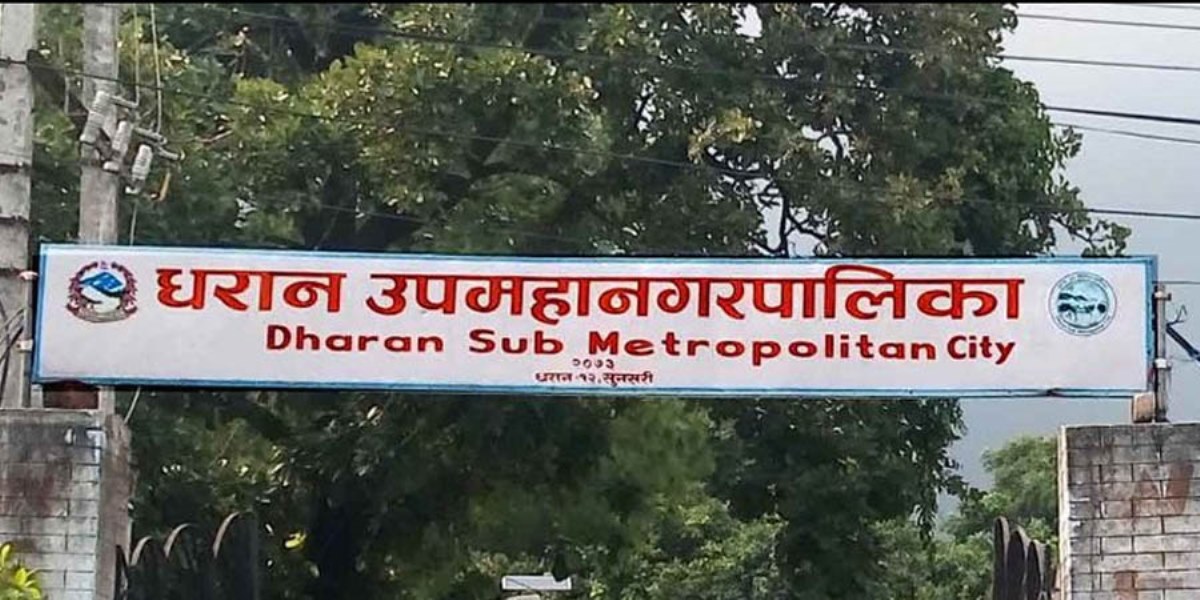 धरान उपमहानगरपालिका
Dharan Sub Metropolitan City
२०७३
धरान-१२, सुनसरी